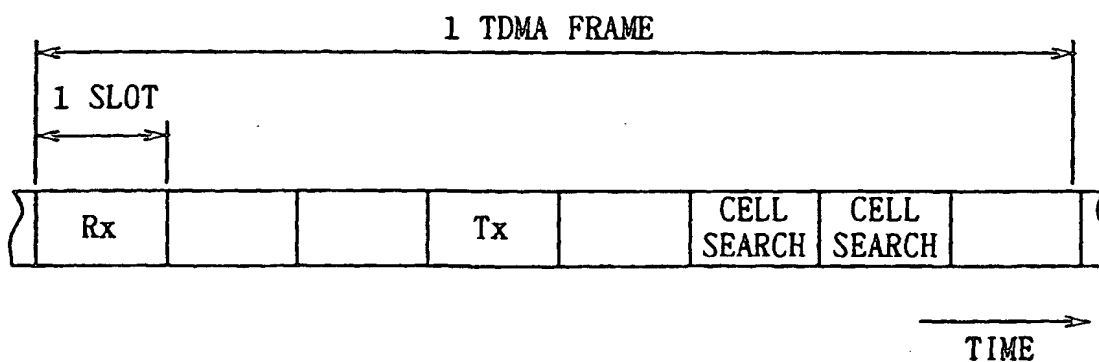 1 TDMA FRAME
1 SLOT
Rx
Tx
CELL
SEARCH
CELL
SEARCH
TIME